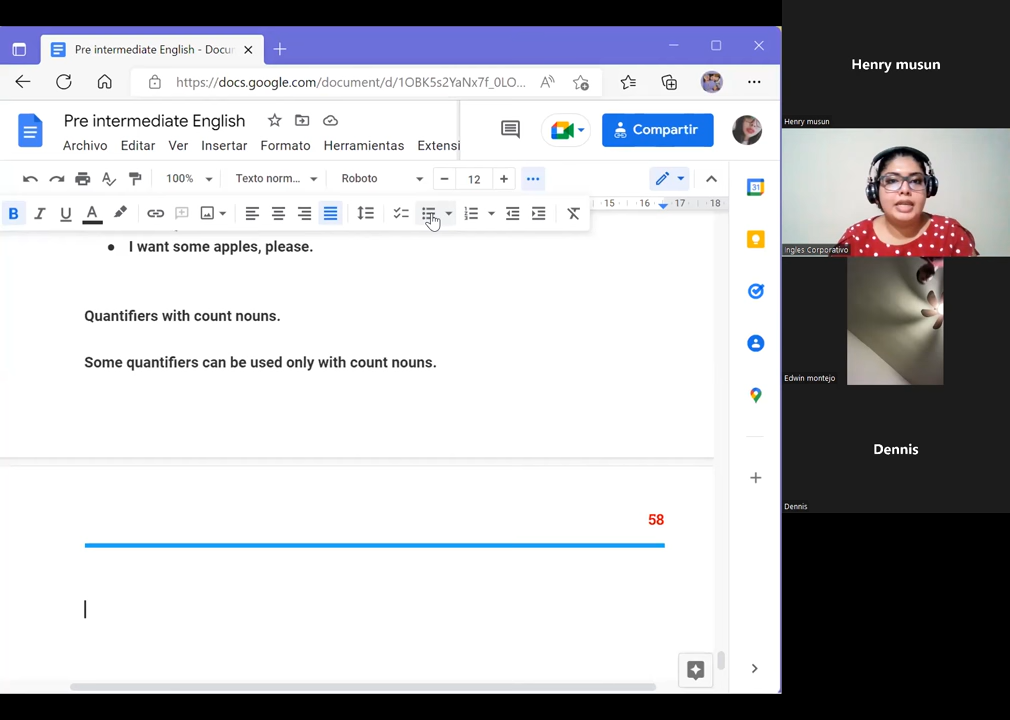 Pre intermediate English - Docur
https://docs.google.com/document/d/1OBK5s2YaNx7f_0LO...
Pre intermediate English
Compartir
Archivo Editar Ver Insertar Formato Herramientas Extensi
100% Texto norm... Roboto 12
15 16 17 18
I want some apples, please.
Quantifiers with count nouns.
Some quantifiers can be used only with count nouns.
58
Henry musun
Henry musun
Ingles Corporativo
Edwin montejo
Dennis
Dennis